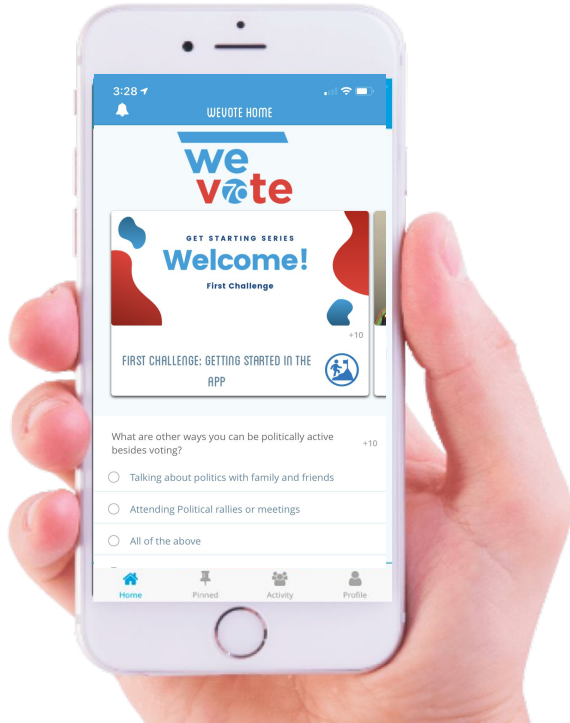 3:28
WEVOTE HOME
we
vote
GET STARTING SERIES
Welcome!
First Challenge
+10
FIRST CHALLENGE: GETTING STARTED IN THE
APP
What are other ways you can be politically active
besides voting?
+10
Talking about politics with family and friends
Attending Political rallies or meetings
All of the above
Home
Pinned
Activity
Profile